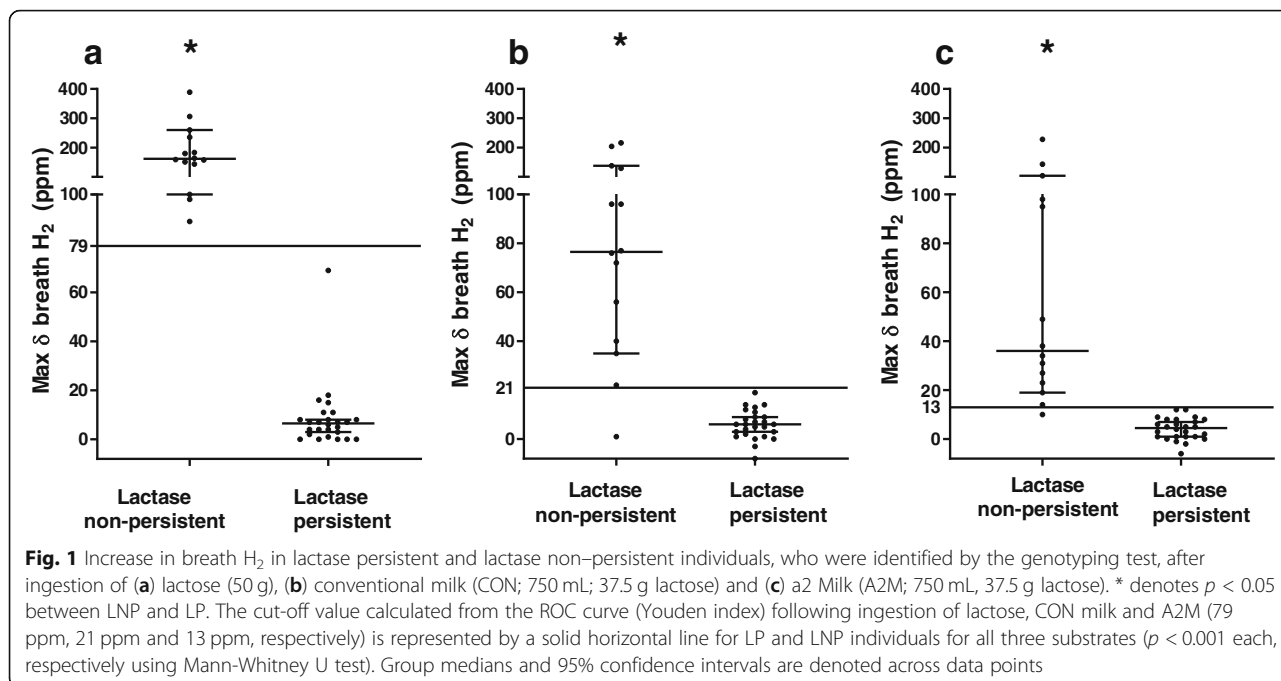 a
*
Max δ breath H₂ (ppm)
400
300
200
100
79
60
40
20
0
Lactase
non-persistent
Lactase
persistent
b
*
Max δ breath H₂ (ppm)
400
300
200
100
80
60
40
21
0
Lactase
non-persistent
Lactase
persistent
c
*
Max δ breath H₂ (ppm)
400
300
200
100
80
60
40
20
13
0
Lactase
non-persistent
Lactase
persistent
Fig. 1 Increase in breath H₂ in lactase persistent and lactase non–persistent individuals, who were identified by the genotyping test, after
ingestion of (a) lactose (50 g), (b) conventional milk (CON; 750 mL; 37.5 g lactose) and (c) a2 Milk (A2M; 750 mL, 37.5 g lactose). * denotes p < 0.05
between LNP and LP. The cut-off value calculated from the ROC curve (Youden index) following ingestion of lactose, CON milk and A2M (79
ppm, 21 ppm and 13 ppm, respectively) is represented by a solid horizontal line for LP and LNP individuals for all three substrates (p < 0.001 each,
respectively using Mann-Whitney U test). Group medians and 95% confidence intervals are denoted across data points